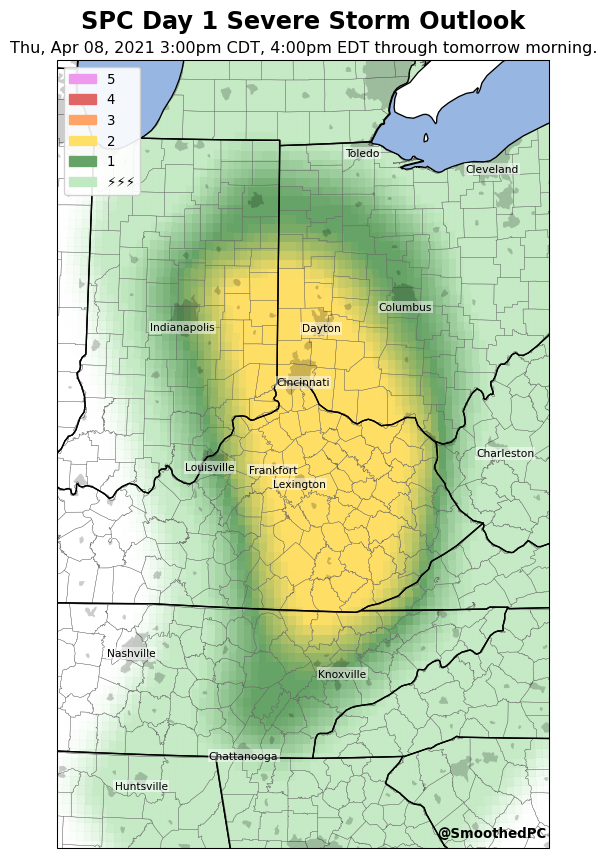 SPC Day 1 Severe Storm Outlook
Thu, Apr 08, 2021 3:00pm CDT, 4:00pm EDT through tomorrow morning.
5
4
3
2
1
⚡⚡⚡
Toledo
Cleveland
Columbus
Indianapolis
Dayton
Cincinnati
Charleston
Louisville
Frankfort
Lexington
Nashville
Knoxville
Chattanooga
Huntsville
@SmoothedPC